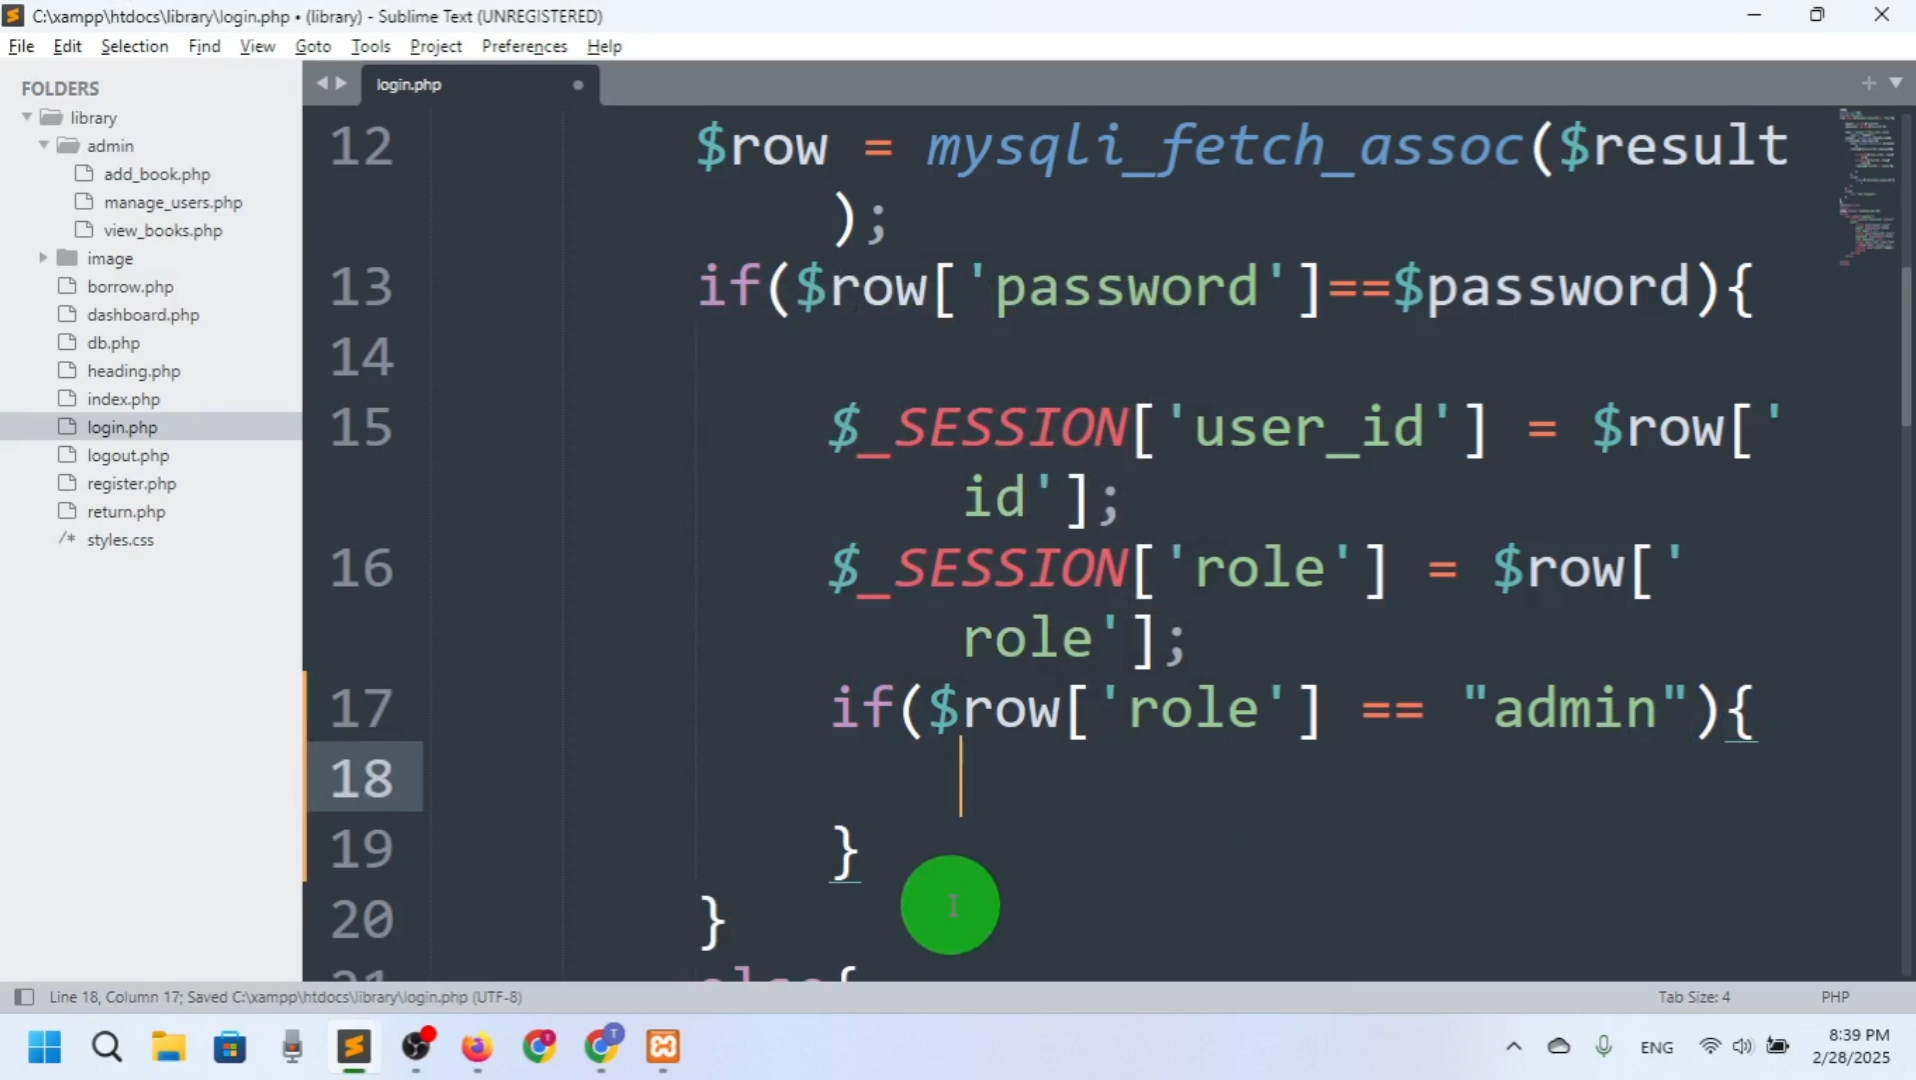 C:\xampp\htdocs\library\login.php • (library) - Sublime Text (UNREGISTERED)
File Edit Selection Find View Goto Tools Project Preferences Help
FOLDERS
library
admin
add_book.php
manage_users.php
view_books.php
image
borrow.php
dashboard.php
db.php
heading.php
index.php
login.php
logout.php
register.php
return.php
/* styles.css
login.php
12 $row = mysqli_fetch_assoc($result
);
13 if($row['password']==$password){
14
15 $_SESSION['user_id'] = $row['
id'];
16 $_SESSION['role'] = $row['
role'];
17 if($row['role'] == "admin"){
18
19 }
20 }
21 else{
Line 18, Column 17; Saved C:\xampp\htdocs\library\login.php (UTF-8)
Tab Size: 4 PHP
T
ENG
8:39 PM
2/28/2025